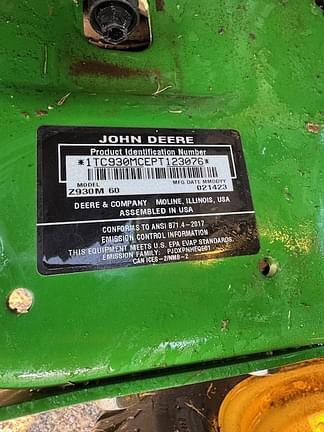 JOHN DEERE
Product Identification Number
*1TC930MCEPT123076*
MODEL MFG DATE MMDDYY
Z930M 60 021423
DEERE & COMPANY MOLINE, ILLINOIS, USA
ASSEMBLED IN USA
CONFORMS TO ANSI B71.4-2017
EMISSION CONTROL INFORMATION
THIS EQUIPMENT MEETS U.S. EPA EVAP STANDARDS.
EMISSION FAMILY:
CAN ICES-2/NMB-2